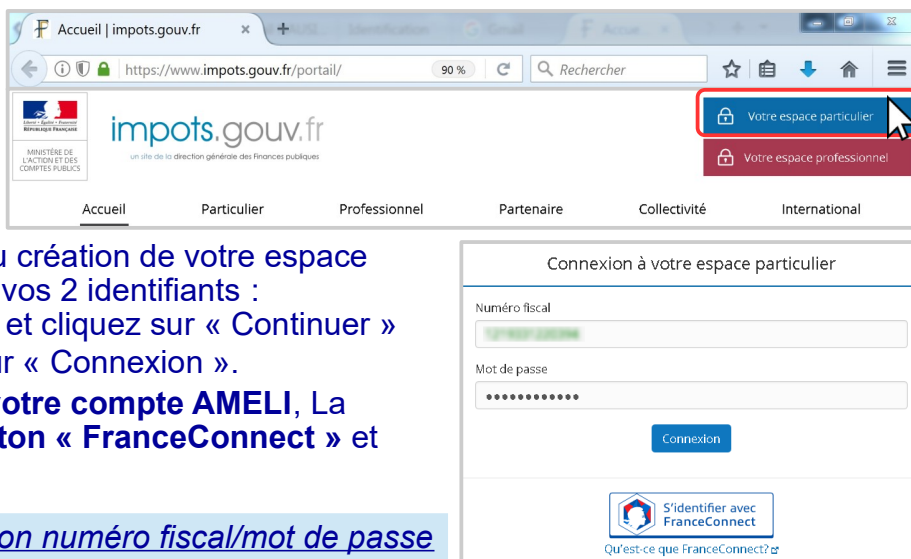 Accueil | impots.gouv.fr
https://www.impots.gouv.fr/portail/
90 %
Rechercher
Liberté • Égalité • Fraternité
RÉPUBLIQUE FRANÇAISE
MINISTÈRE DE
L'ACTION ET DES
COMPTES PUBLICS
impots.gouv.fr
un site de la direction générale des Finances publiques
Votre espace particulier
Votre espace professionnel
Accueil Particulier Professionnel Partenaire Collectivité International
création de votre espace
vos 2 identifiants :
et cliquez sur « Continuer »
« Connexion ».
votre compte AMELI, La
« FranceConnect » et
numéro fiscal/mot de passe
Connexion à votre espace particulier
Numéro fiscal
Mot de passe
••••••••••••
Connexion
S'identifier avec
FranceConnect
Qu'est-ce que FranceConnect?